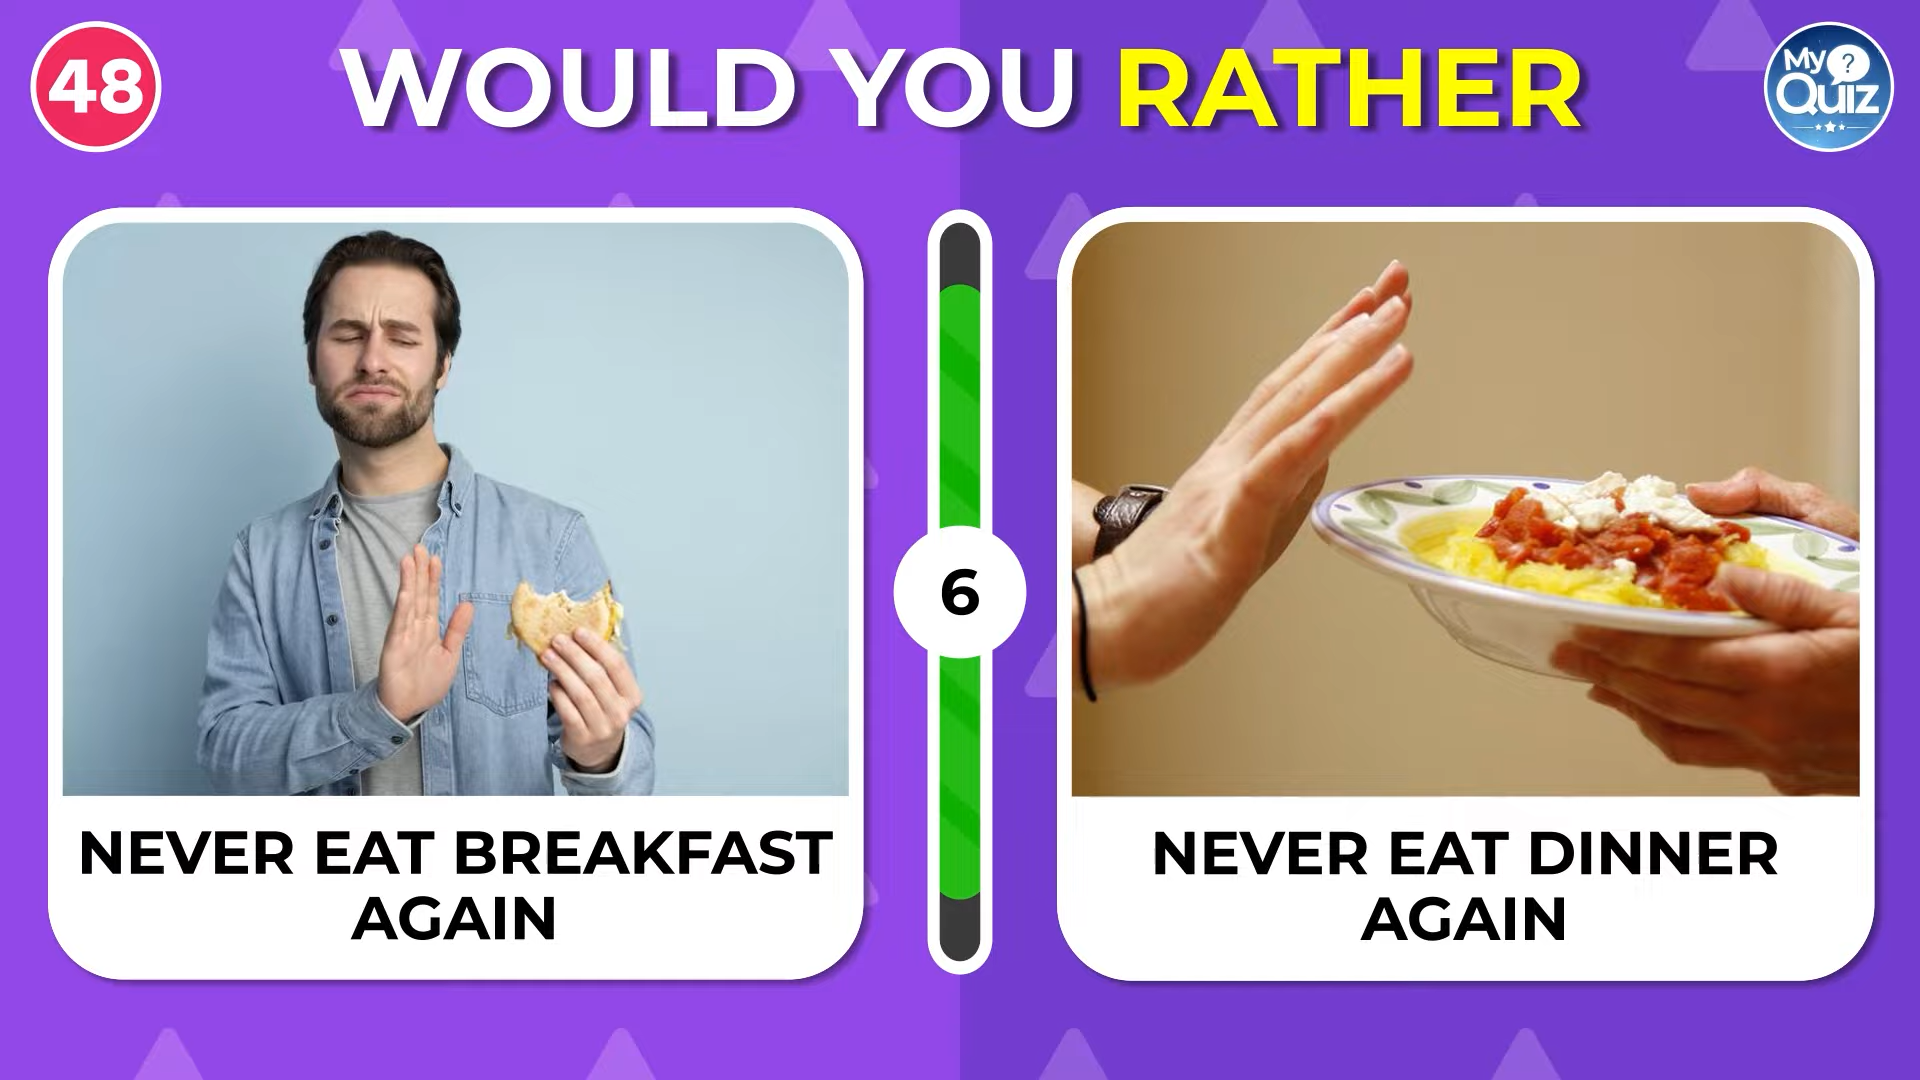 48
WOULD YOU RATHER
My ?
Quiz
NEVER EAT BREAKFAST
AGAIN
6
NEVER EAT DINNER
AGAIN